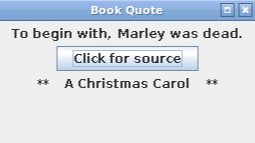 Book Quote
To begin with, Marley was dead.
Click for source
** A Christmas Carol **